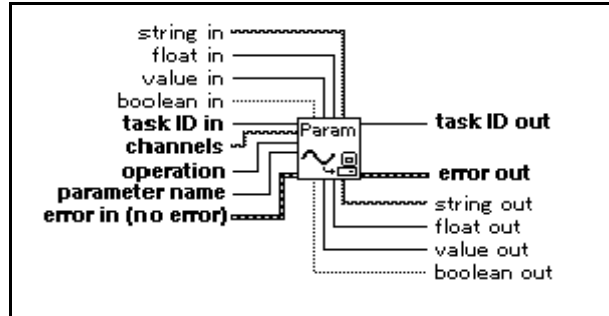 string in
float in
value in
boolean in
task ID in
channels
operation
parameter name
error in (no error)
Param
task ID out
error out
string out
float out
value out
boolean out